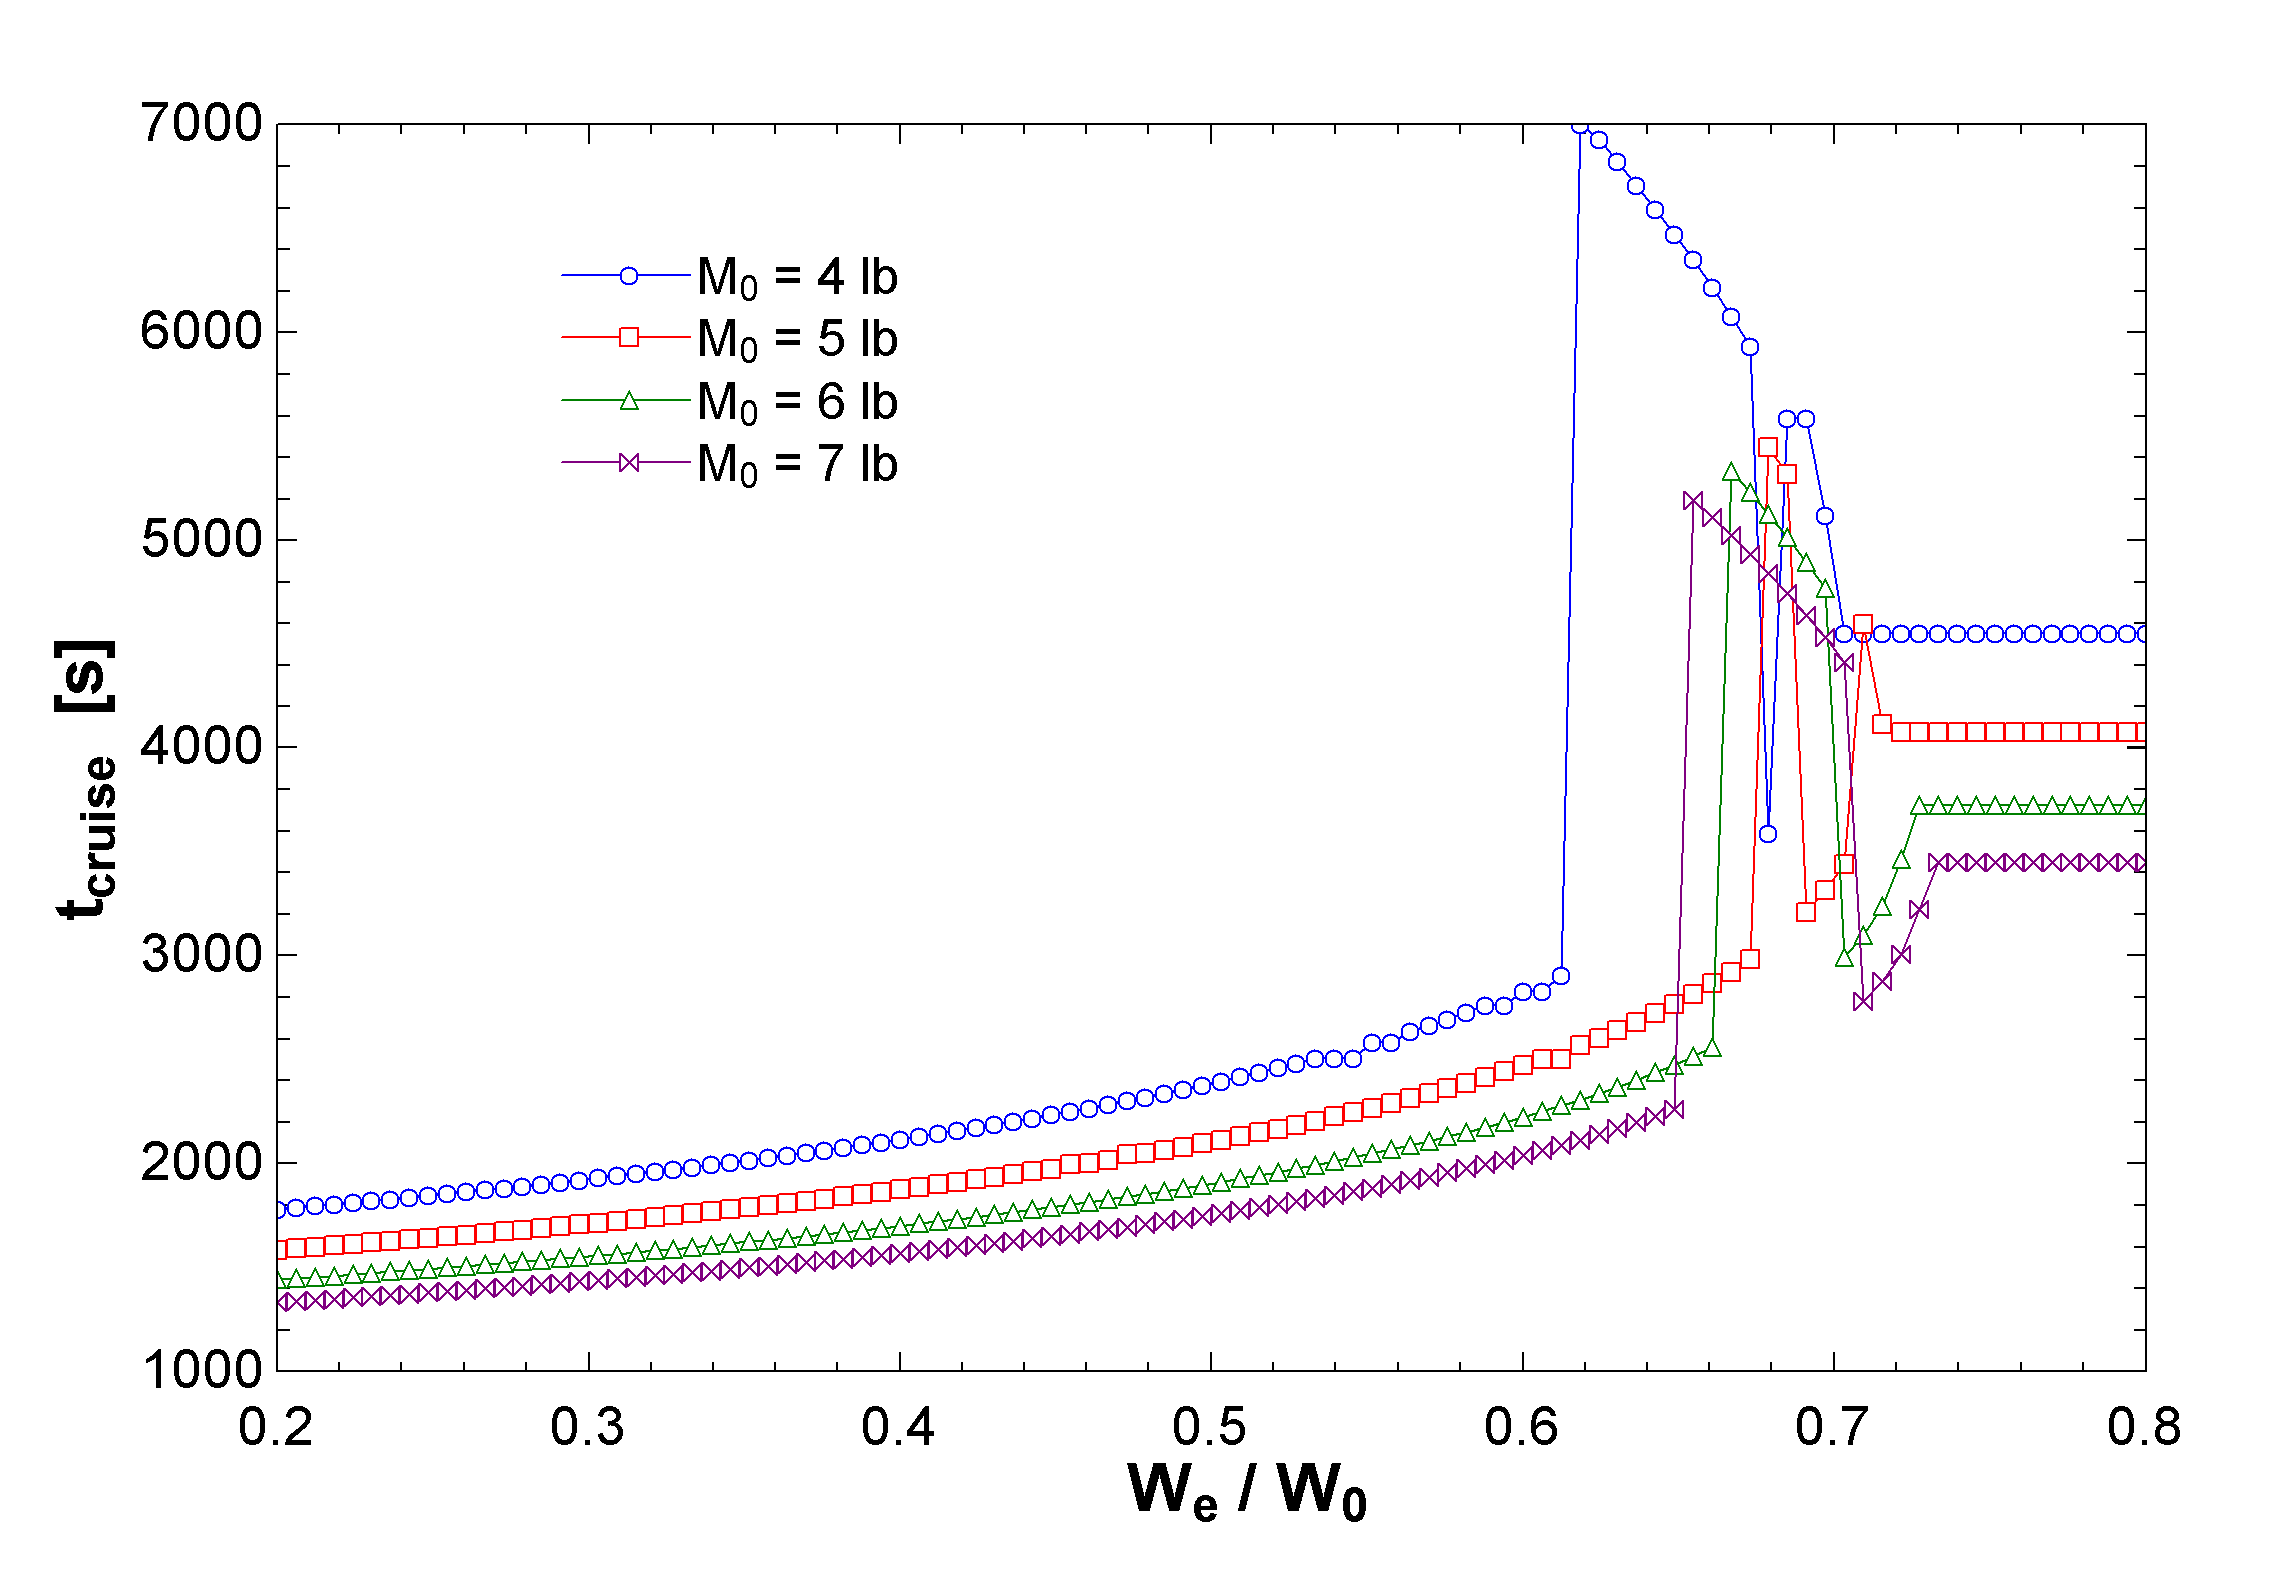 7000
6000
5000
4000
3000
2000
1000
t_cruise [s]
M₀ = 4 lb
M₀ = 5 lb
M₀ = 6 lb
M₀ = 7 lb
0.2 0.3 0.4 0.5 0.6 0.7 0.8
Wₑ / W₀